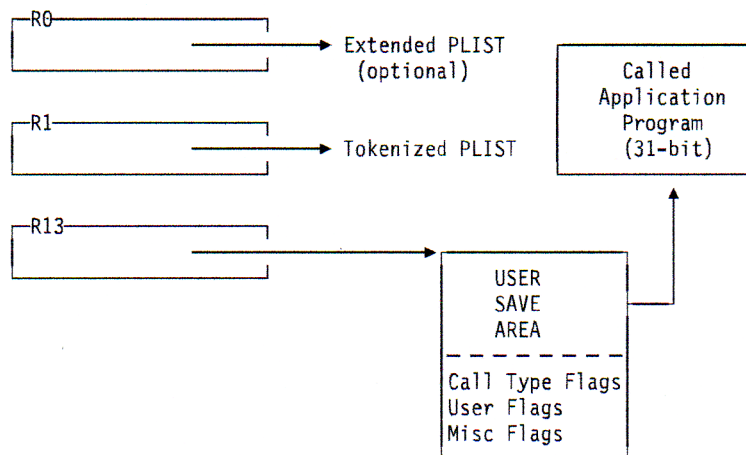 R0
Extended PLIST
(optional)
Called
Application
Program
(31-bit)
R1
Tokenized PLIST
R13
USER
SAVE
AREA
Call Type Flags
User Flags
Misc Flags